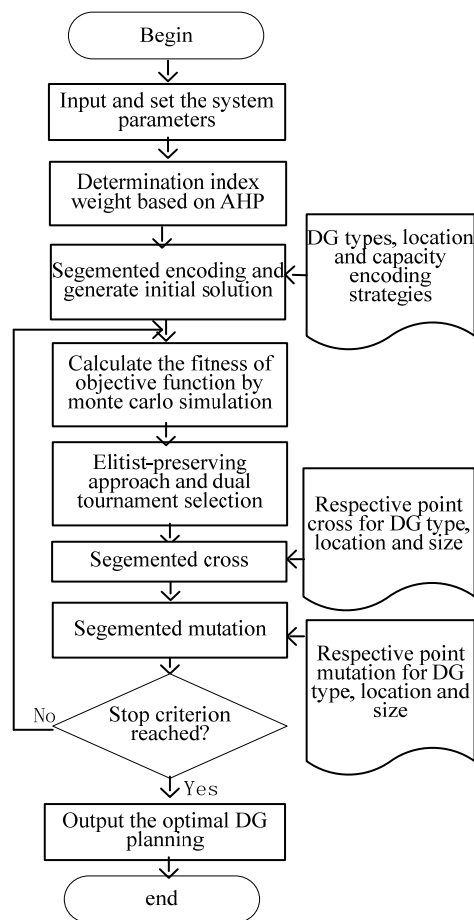 Begin
Input and set the system
parameters
Determination index
weight based on AHP
Segemented encoding and
generate initial solution
DG types, location
and capacity
encoding
strategies
Calculate the fitness of
objective function by
monte carlo simulation
Elitist-preserving
approach and dual
tournament selection
Respective point
cross for DG type,
location and size
Segemented cross
Segemented mutation
Respective point
mutation for DG
type, location and
size
No
Stop criterion
reached?
Yes
Output the optimal DG
planning
end